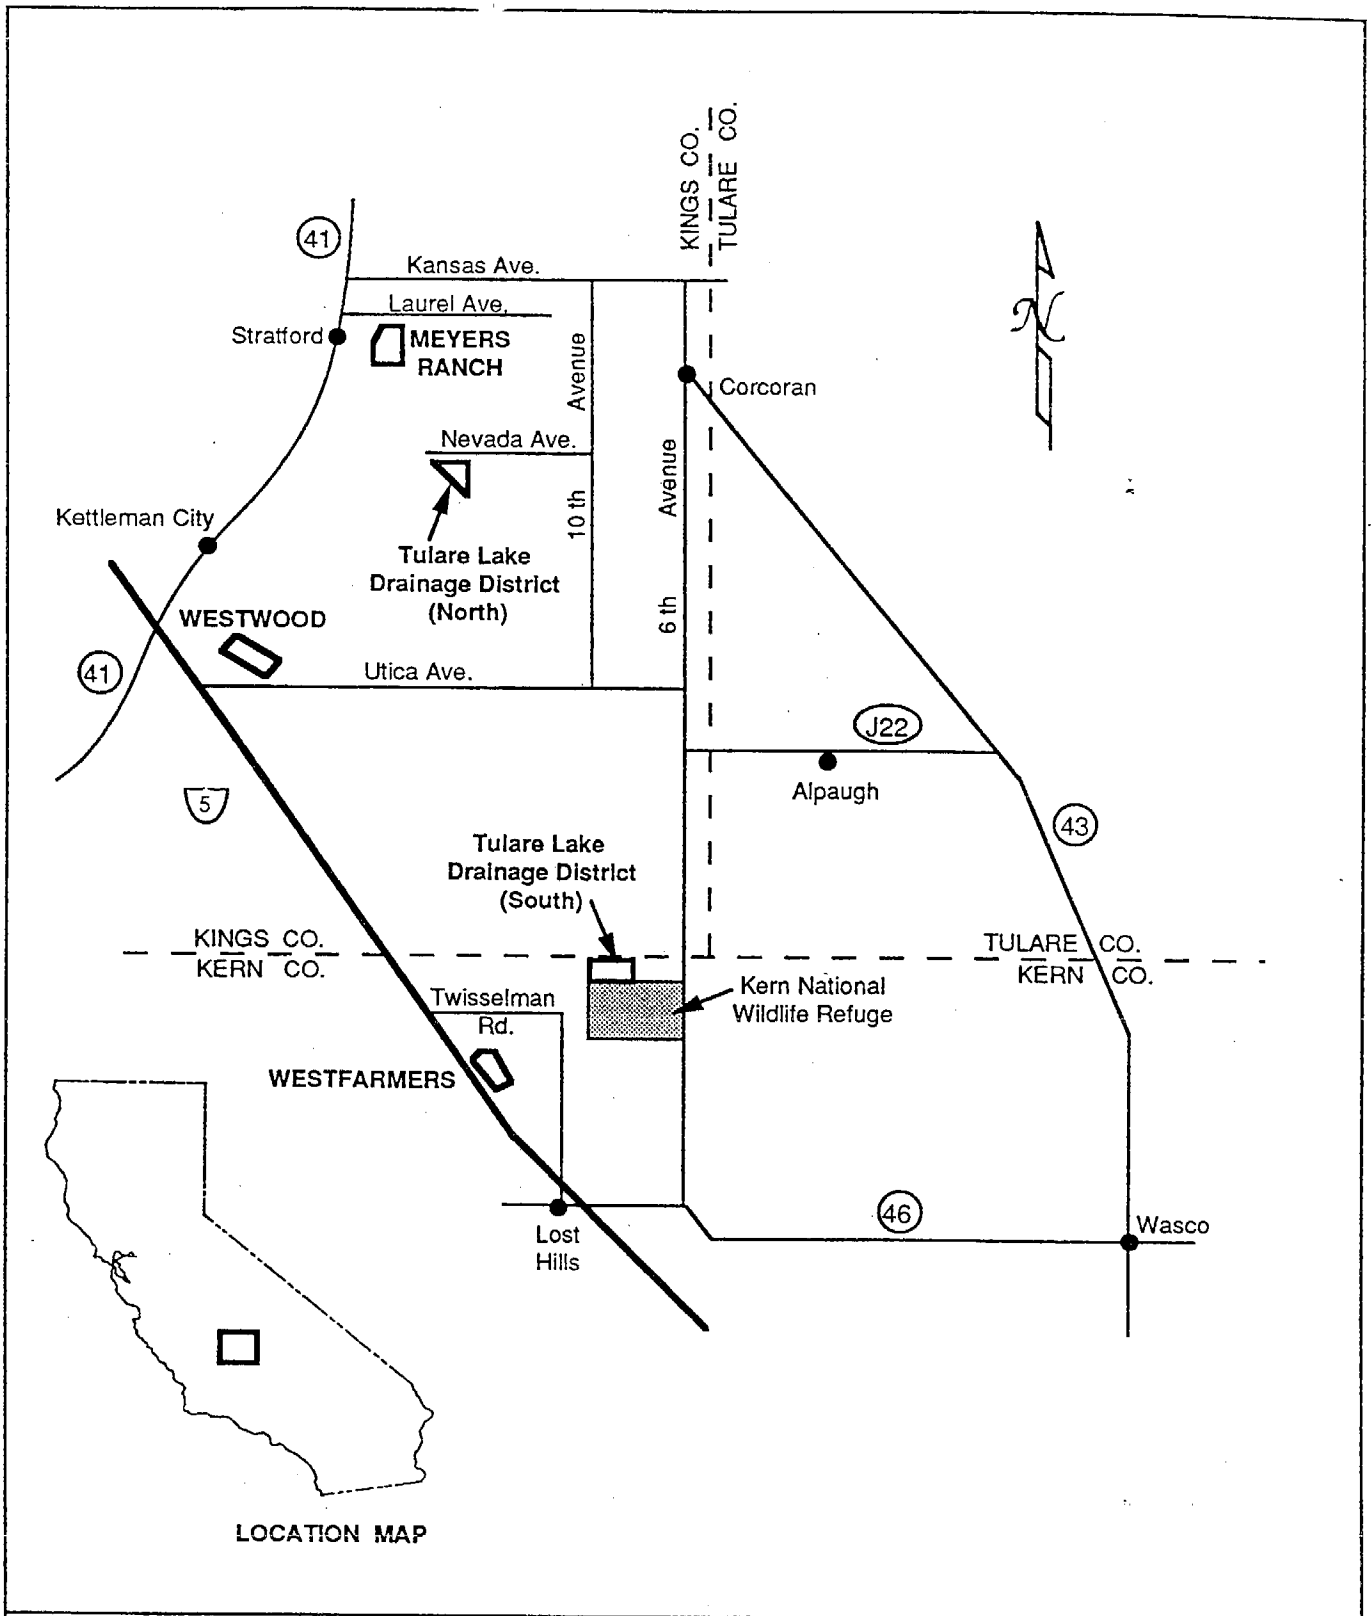 KINGS CO.
TULARE CO.
41
Kansas Ave.
Laurel Ave.
Stratford
MEYERS
RANCH
Avenue
10 th
Corcoran
N
Nevada Ave.
Avenue
6 th
Kettleman City
Tulare Lake
Drainage District
(North)
WESTWOOD
41
Utica Ave.
J22
Alpaugh
5
43
Tulare Lake
Drainage District
(South)
KINGS CO.
KERN CO.
TULARE CO.
KERN CO.
Twisselman
Rd.
Kern National
Wildlife Refuge
WESTFARMERS
46
Wasco
Lost
Hills
LOCATION MAP